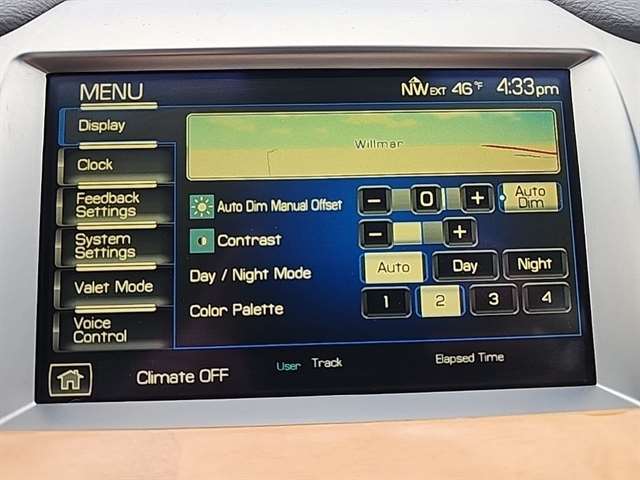 MENU
NW EXT 46 °F 4:33pm
Display
Willmar
Clock
Feedback
Settings
Auto Dim Manual Offset
− 0 +
Auto
Dim
System
Settings
Contrast
− +
Valet Mode
Day / Night Mode
Auto Day Night
Voice
Control
Color Palette
1 2 3 4
Climate OFF
User Track
Elapsed Time